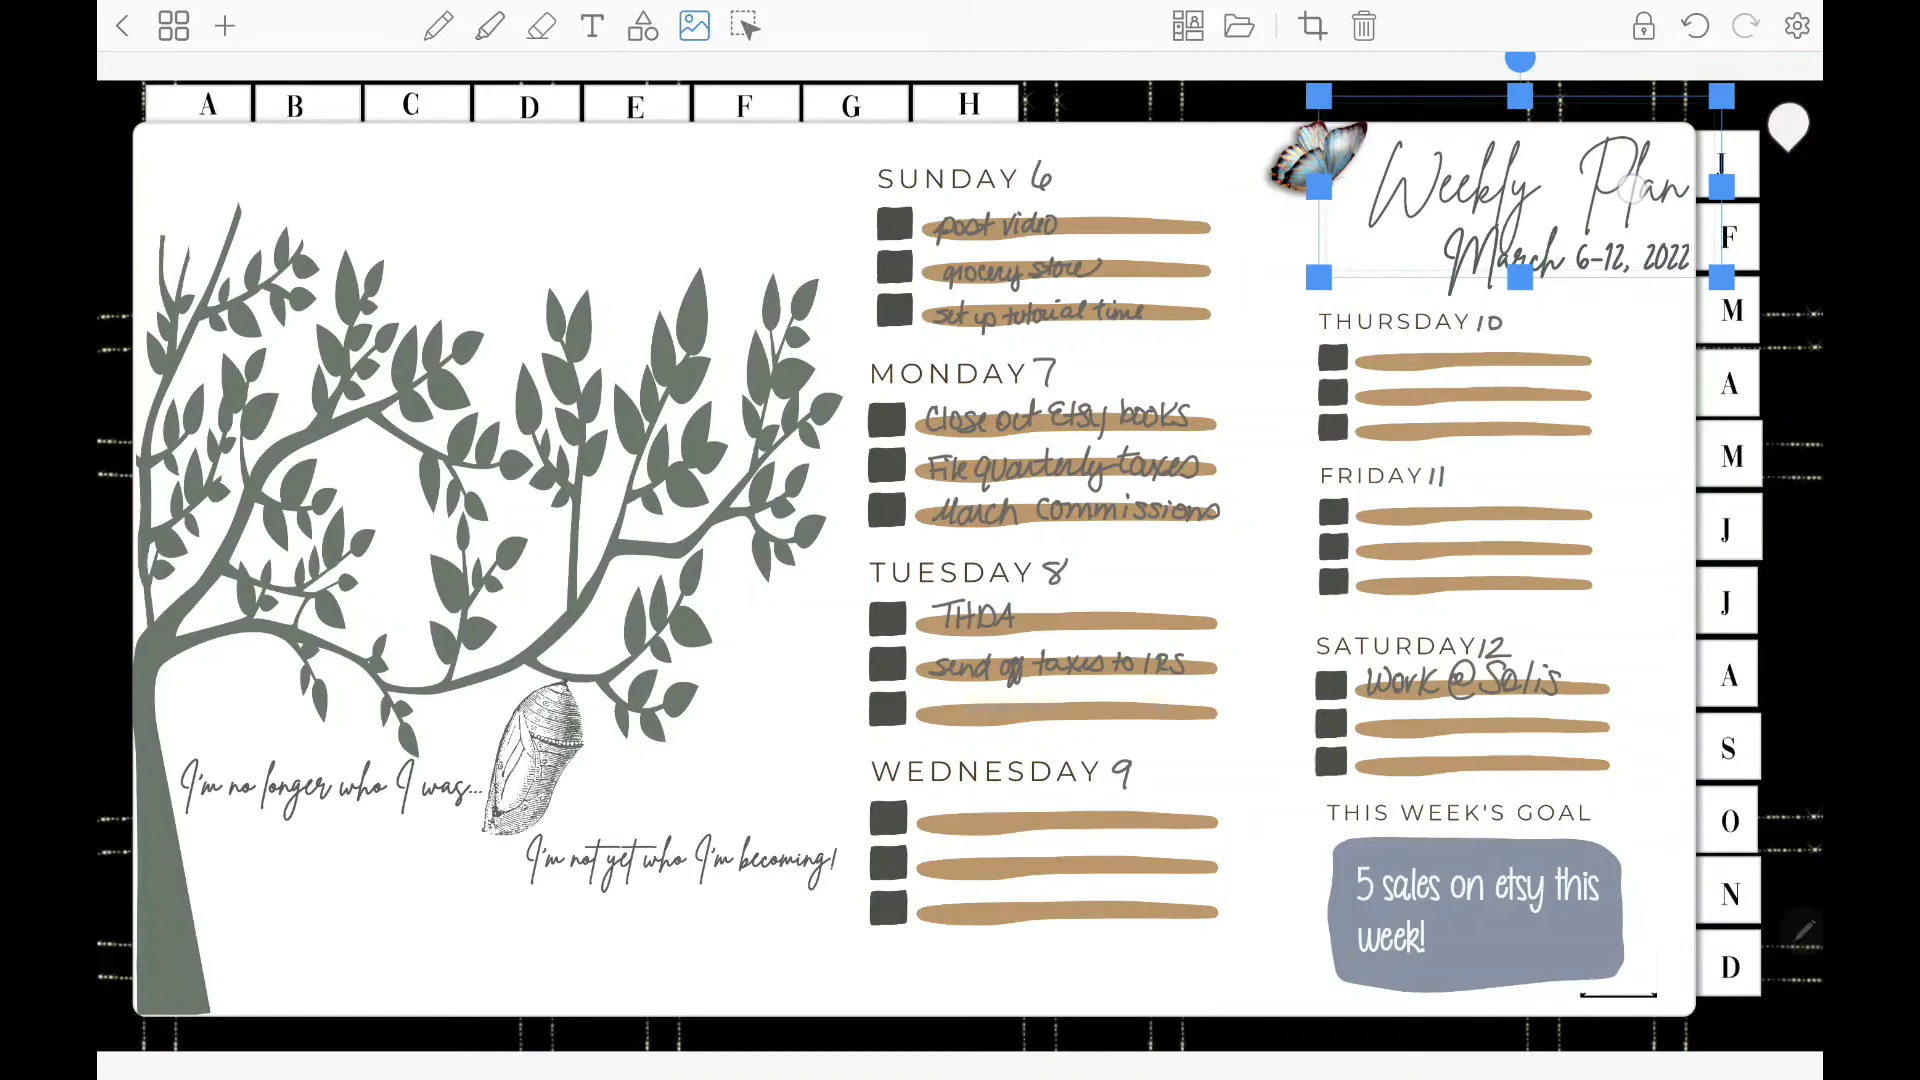 A B C D E F G H
Weekly Plan
March 6-12, 2022
SUNDAY 6
post video
grocery store
set up tutorial time
MONDAY 7
Close out Etsy books
File quarterly taxes
March Commissions
TUESDAY 8
THDA
send off taxes to IRS
WEDNESDAY 9
THURSDAY 10
FRIDAY 11
SATURDAY 12
Work @ Solis
THIS WEEK'S GOAL
5 sales on etsy this
week!
I'm no longer who I was...
I'm not yet who I'm becoming!
J
F
M
A
M
J
J
A
S
O
N
D